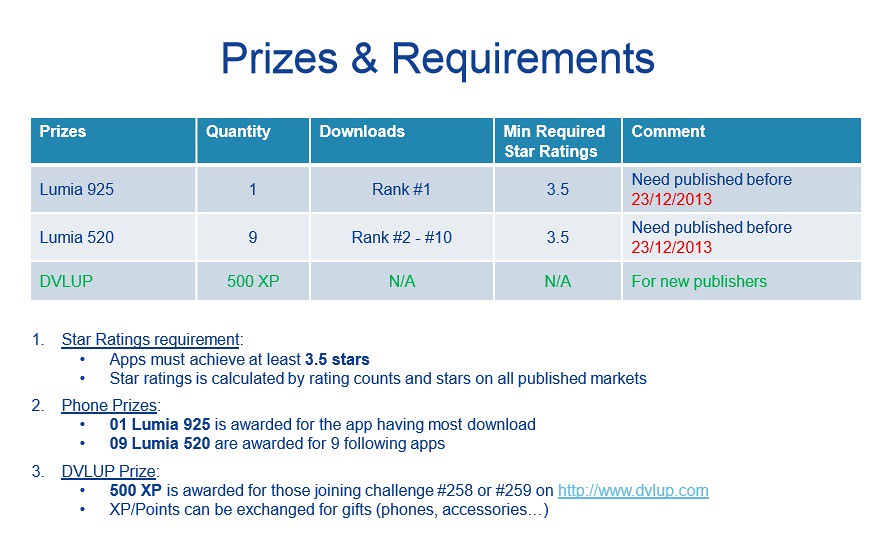 Prizes & Requirements
Prizes Quantity Downloads Min Required Star Ratings Comment
Lumia 925 1 Rank #1 3.5 Need published before 23/12/2013
Lumia 520 9 Rank #2 - #10 3.5 Need published before 23/12/2013
DVLUP 500 XP N/A N/A For new publishers
1. Star Ratings requirement:
• Apps must achieve at least 3.5 stars
• Star ratings is calculated by rating counts and stars on all published markets
2. Phone Prizes:
• 01 Lumia 925 is awarded for the app having most download
• 09 Lumia 520 are awarded for 9 following apps
3. DVLUP Prize:
• 500 XP is awarded for those joining challenge #258 or #259 on http://www.dvlup.com
• XP/Points can be exchanged for gifts (phones, accessories…)